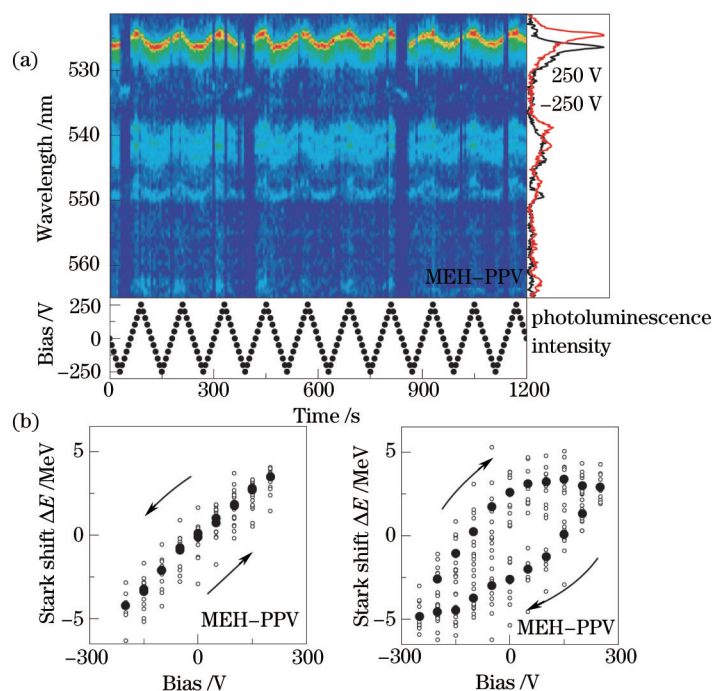 (a)
Wavelength /nm
530
540
550
560
250 V
−250 V
MEH−PPV
Bias /V
250
0
−250
photoluminescence
intensity
0 300 600 900 1200
Time /s
(b)
Stark shift ΔE /MeV
5
0
−5
MEH−PPV
−300 0 300
Bias /V
Stark shift ΔE /MeV
5
0
−5
MEH−PPV
−300 0 300
Bias /V